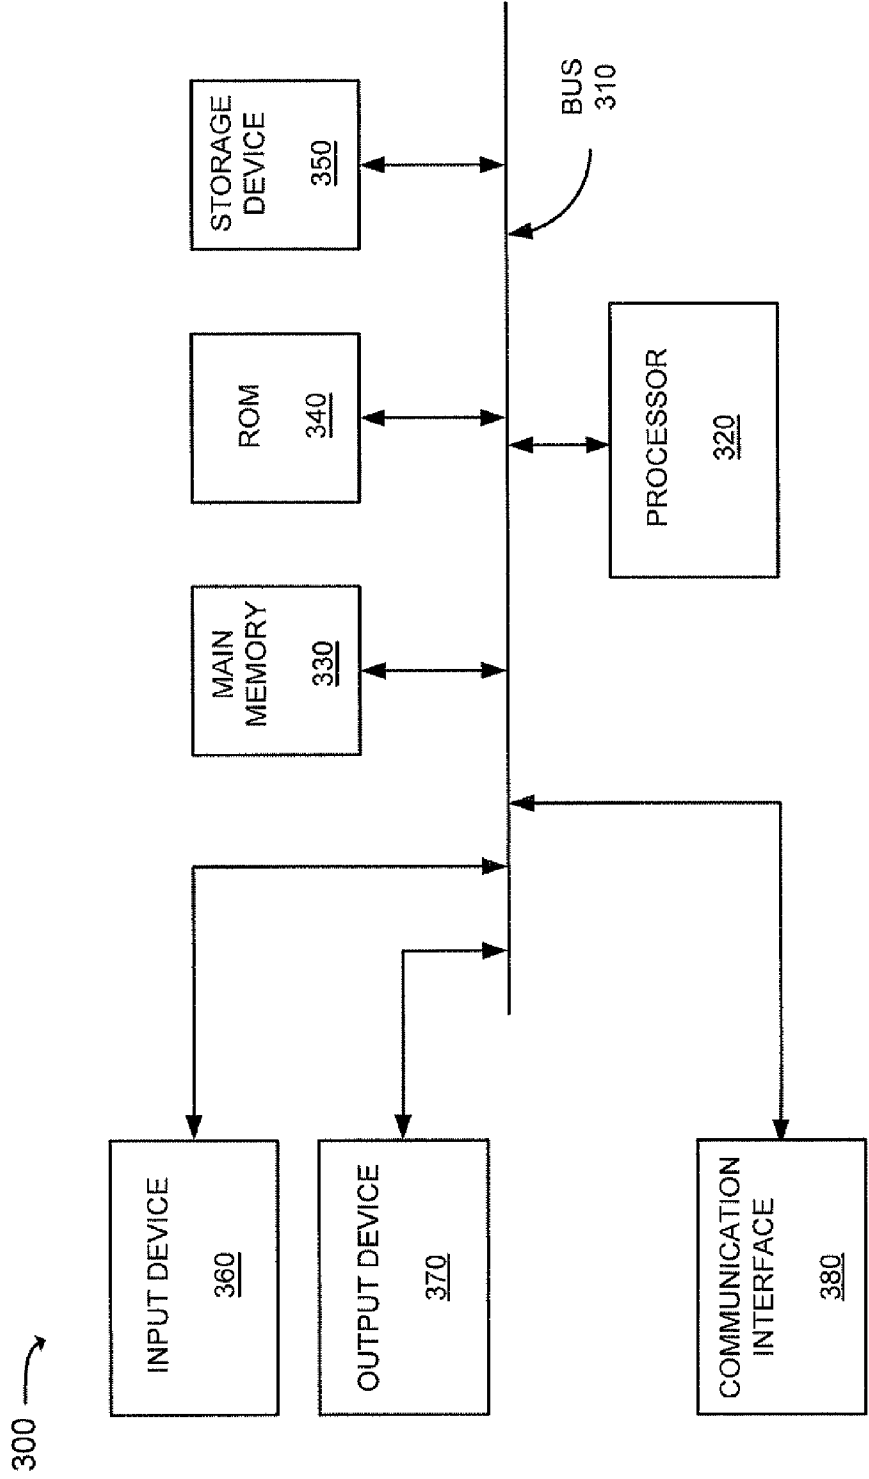 300
INPUT DEVICE
360
OUTPUT DEVICE
370
COMMUNICATION
INTERFACE
380
MAIN
MEMORY
330
ROM
340
STORAGE
DEVICE
350
PROCESSOR
320
BUS
310